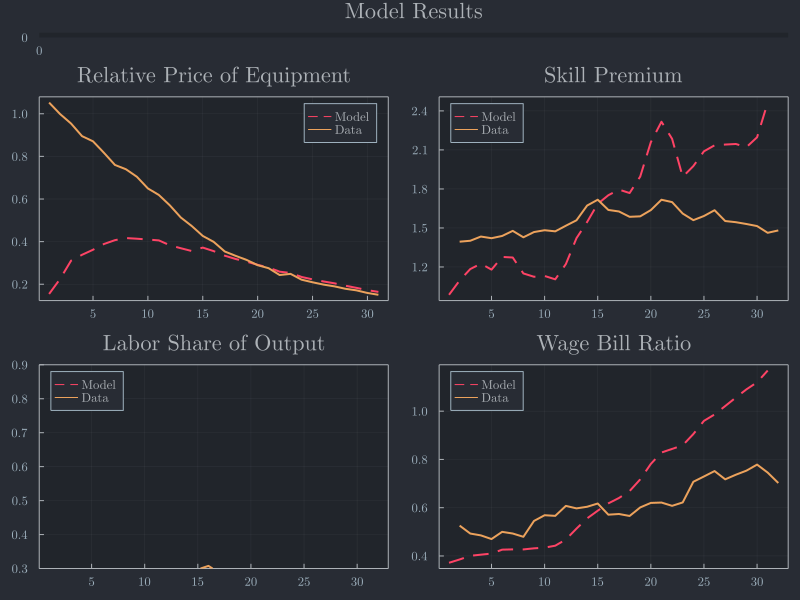 Model Results
0
0
Relative Price of Equipment
1.0
0.8
0.6
0.4
0.2
5 10 15 20 25 30
Model
Data
Skill Premium
2.4
2.1
1.8
1.5
1.2
5 10 15 20 25 30
Model
Data
Labor Share of Output
0.9
0.8
0.7
0.6
0.5
0.4
0.3
5 10 15 20 25 30
Model
Data
Wage Bill Ratio
1.0
0.8
0.6
0.4
5 10 15 20 25 30
Model
Data